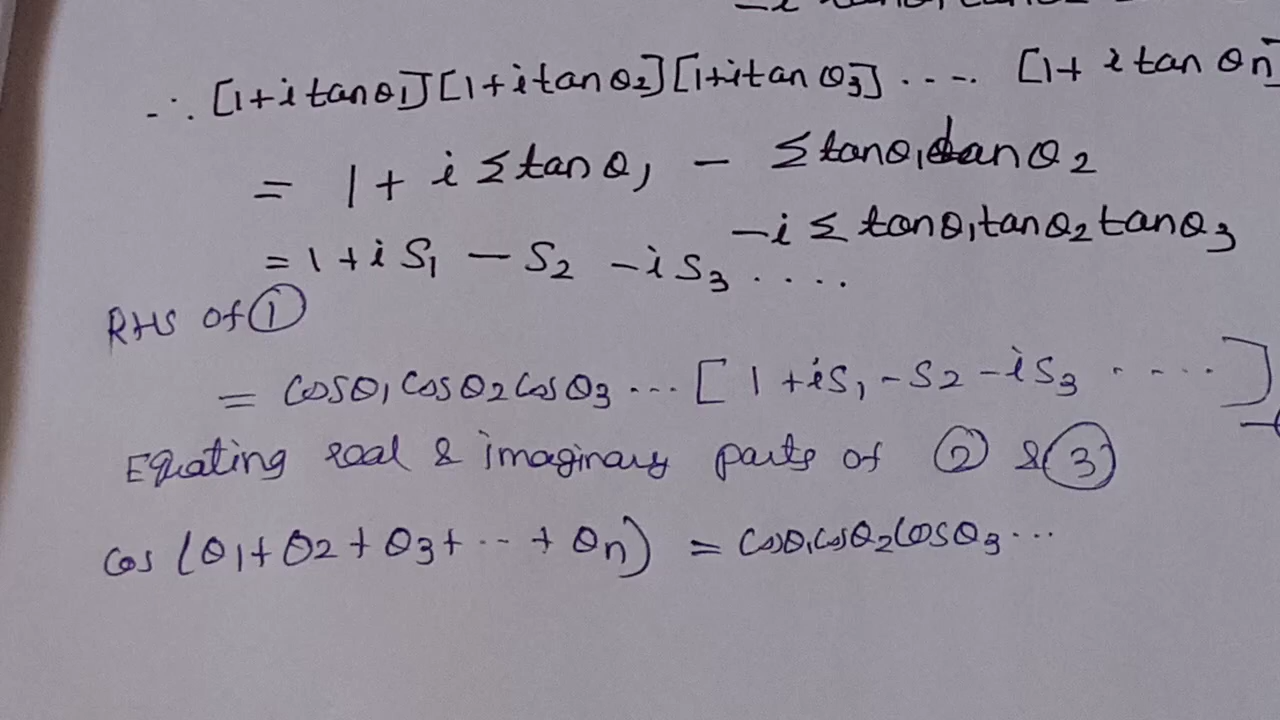 ∴ [1+i tanθ1][1+i tanθ2][1+i tanθ3] ..... [1+ i tan θn]
= 1 + i Σ tan θ1 - Σ tanθ1 tanθ2
-i Σ tanθ1 tanθ2 tanθ3
= 1 + i S1 - S2 - i S3 ....
RHS of ①
= cosθ1 cosθ2 cosθ3 ... [1 + iS1 - S2 - iS3 .....]
Equating real & imaginary parts of ② & ③
cos (θ1+θ2+θ3+ ... + θn) = cosθ1 cosθ2 cosθ3 ...